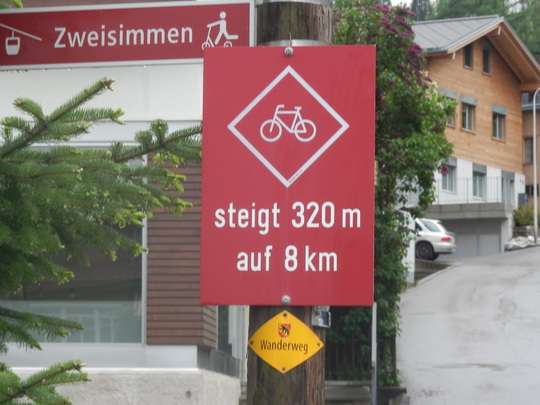 Zweisimmen
steigt 320 m
auf 8 km
Wanderweg